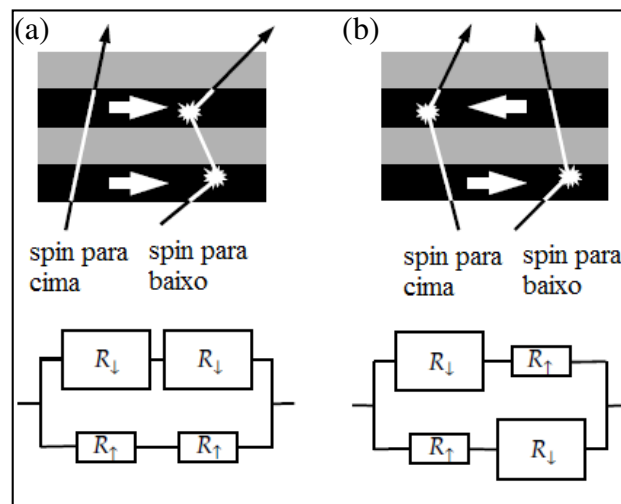 (a)
spin para
cima
spin para
baixo
R↓ R↓
R↑ R↑
(b)
spin para
cima
spin para
baixo
R↓ R↑
R↑ R↓